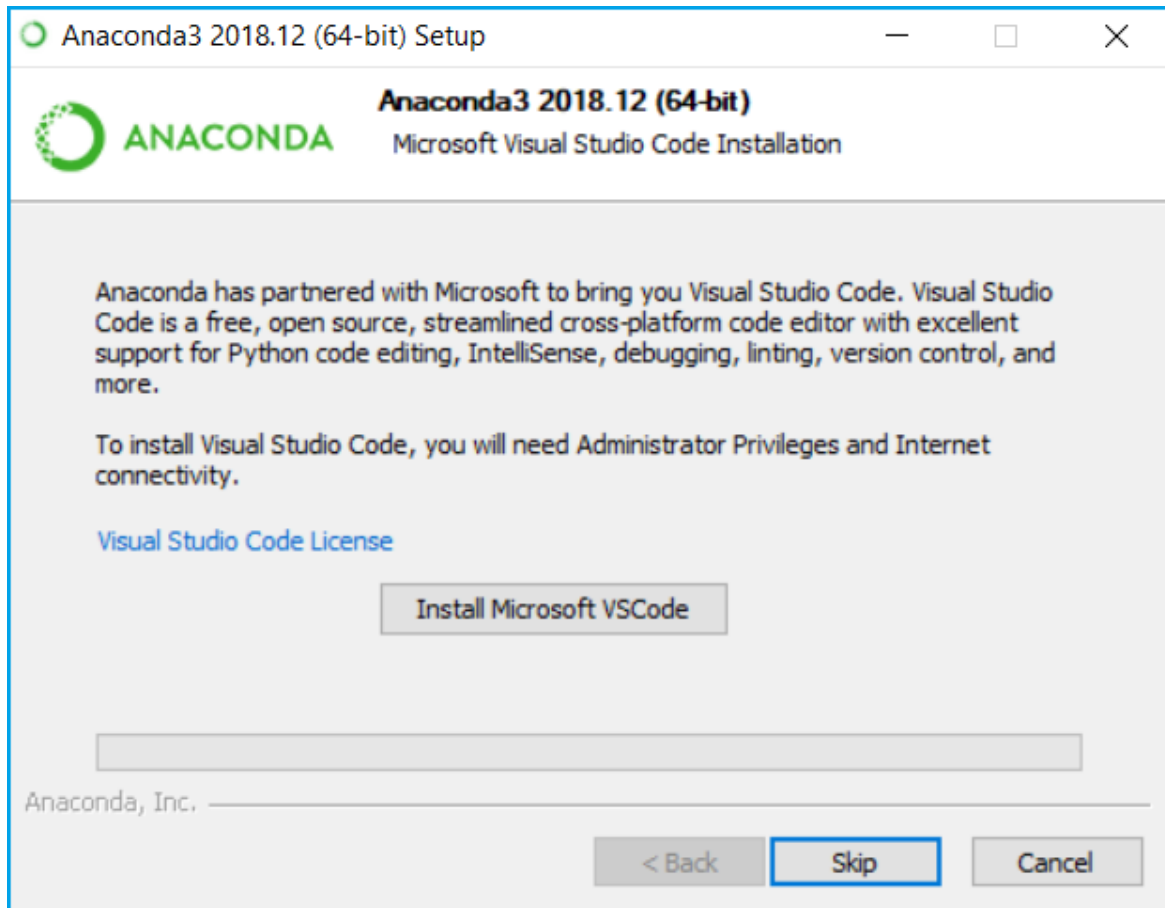 Anaconda3 2018.12 (64-bit) Setup
ANACONDA
Anaconda3 2018.12 (64-bit)
Microsoft Visual Studio Code Installation
Anaconda has partnered with Microsoft to bring you Visual Studio Code. Visual Studio
Code is a free, open source, streamlined cross-platform code editor with excellent
support for Python code editing, IntelliSense, debugging, linting, version control, and
more.
To install Visual Studio Code, you will need Administrator Privileges and Internet
connectivity.
Visual Studio Code License
Install Microsoft VSCode
Anaconda, Inc.
< Back
Skip
Cancel